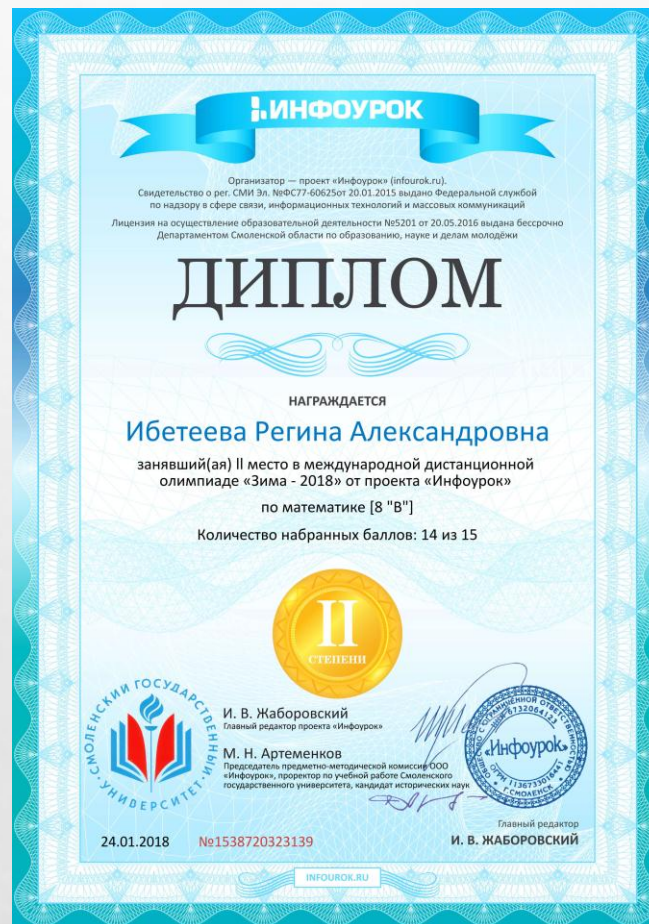 ИНФОУРОК
Организатор — проект «Инфоурок» (infourok.ru).
Свидетельство о рег. СМИ Эл. №ФС77-60625от 20.01.2015 выдано Федеральной службой
по надзору в сфере связи, информационных технологий и массовых коммуникаций
Лицензия на осуществление образовательной деятельности №5201 от 20.05.2016 выдана бессрочно
Департаментом Смоленской области по образованию, науке и делам молодёжи
ДИПЛОМ
НАГРАЖДАЕТСЯ
Ибетеева Регина Александровна
занявший(ая) II место в международной дистанционной
олимпиаде «Зима - 2018» от проекта «Инфоурок»
по математике [8 "В"]
Количество набранных баллов: 14 из 15
II
СТЕПЕНИ
СМОЛЕНСКИЙ ГОСУДАРСТВЕННЫЙ УНИВЕРСИТЕТ
И. В. Жаборовский
Главный редактор проекта «Инфоурок»
М. Н. Артеменков
Председатель предметно-методической комиссии ООО
«Инфоурок», проректор по учебной работе Смоленского
государственного университета, кандидат исторических наук
ОБЩЕСТВО С ОГРАНИЧЕННОЙ ОТВЕТСТВЕННОСТЬЮ
«Инфоурок»
Г.СМОЛЕНСК
Главный редактор
И. В. ЖАБОРОВСКИЙ
24.01.2018 №1538720323139
INFOUROK.RU